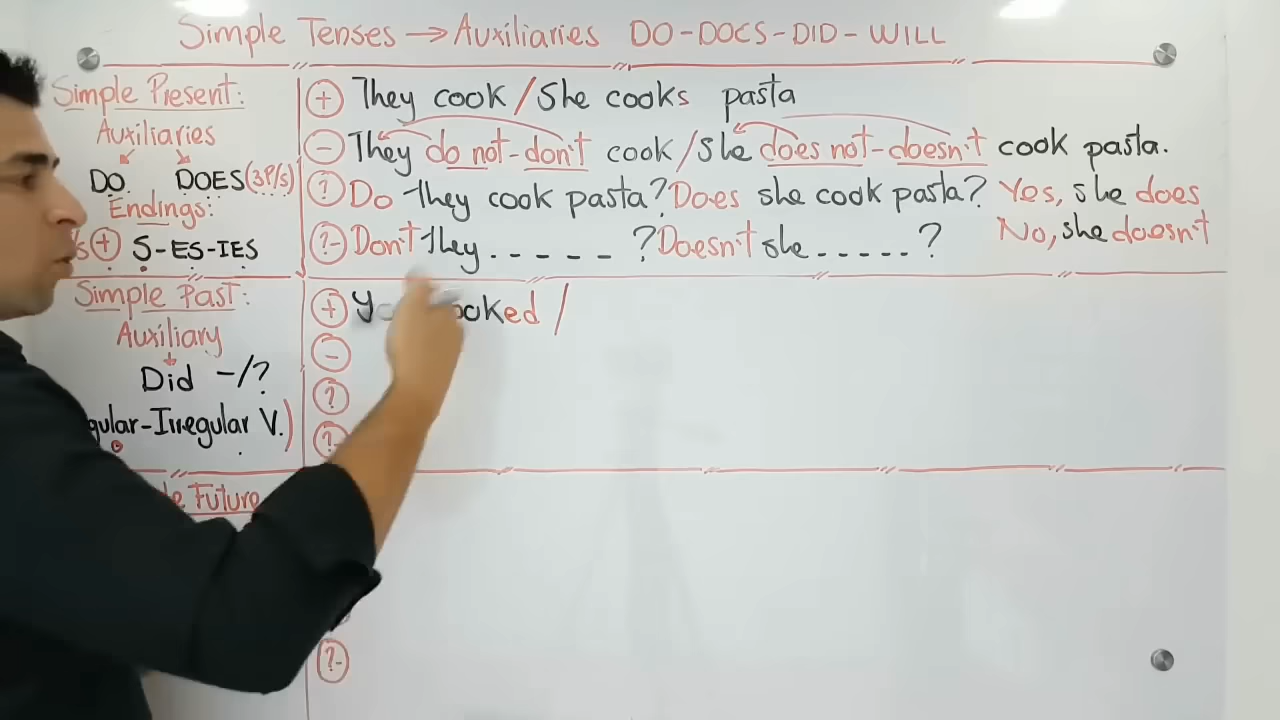 Simple Tenses → Auxiliaries DO-DOCS-DID-WILL
Simple Present:
Auxiliaries
DO DOES (3P/S)
Endings:
+ S-ES-IES
+ They cook / She cooks pasta
- They do not-don't cook / she does not-doesn't cook pasta.
? Do they cook pasta? Does she cook pasta? Yes, she does
?- Don't they - - - - - ? Doesn't she - - - - - ? No, she doesn't
Simple Past:
Auxiliary
Did -/?
-Irregular V.)
+ /
-
?
?-
Future
?-